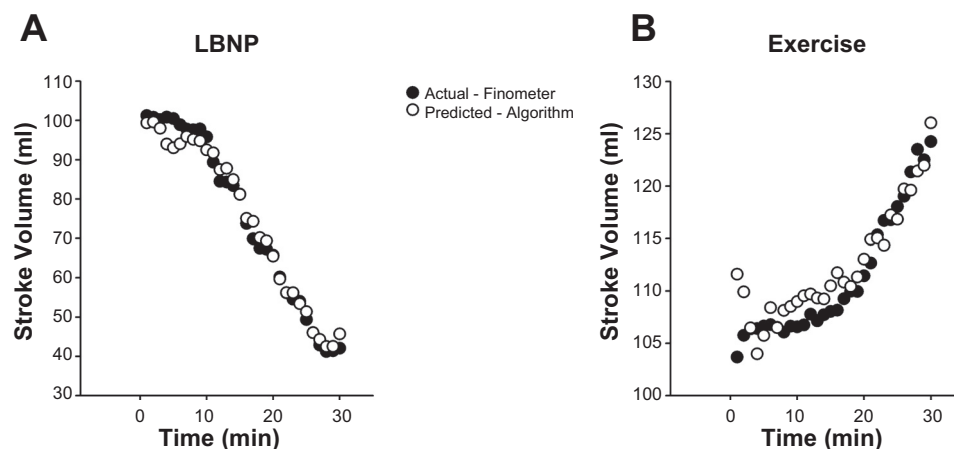 A
LBNP
Stroke Volume (ml)
110
100
90
80
70
60
50
40
30
0
10
20
30
Time (min)
Actual - Finometer
Predicted - Algorithm
B
Exercise
Stroke Volume (ml)
130
125
120
115
110
105
100
0
10
20
30
Time (min)